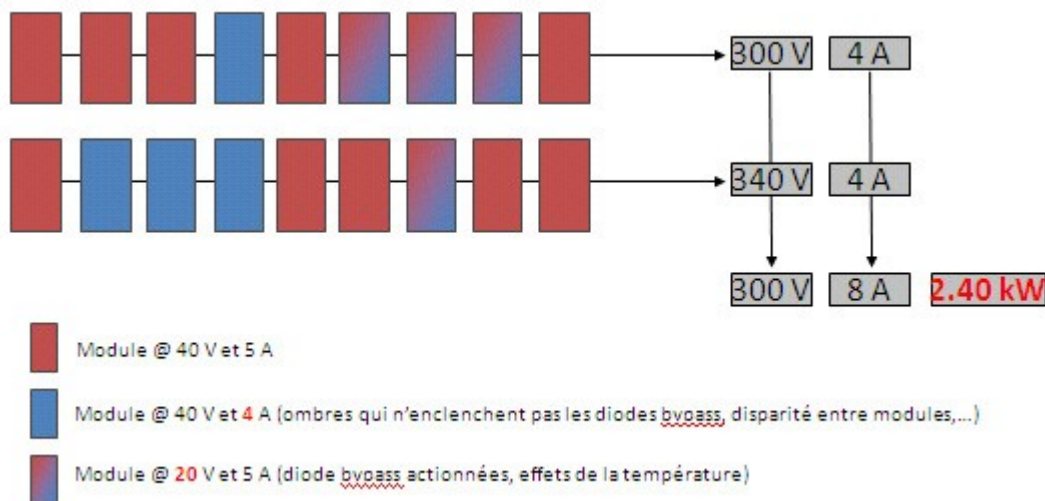 300 V 4 A
340 V 4 A
300 V 8 A 2.40 kW
Module @ 40 V et 5 A
Module @ 40 V et 4 A (ombres qui n'enclenchent pas les diodes bypass, disparité entre modules,...)
Module @ 20 V et 5 A (diode bypass actionnées, effets de la température)